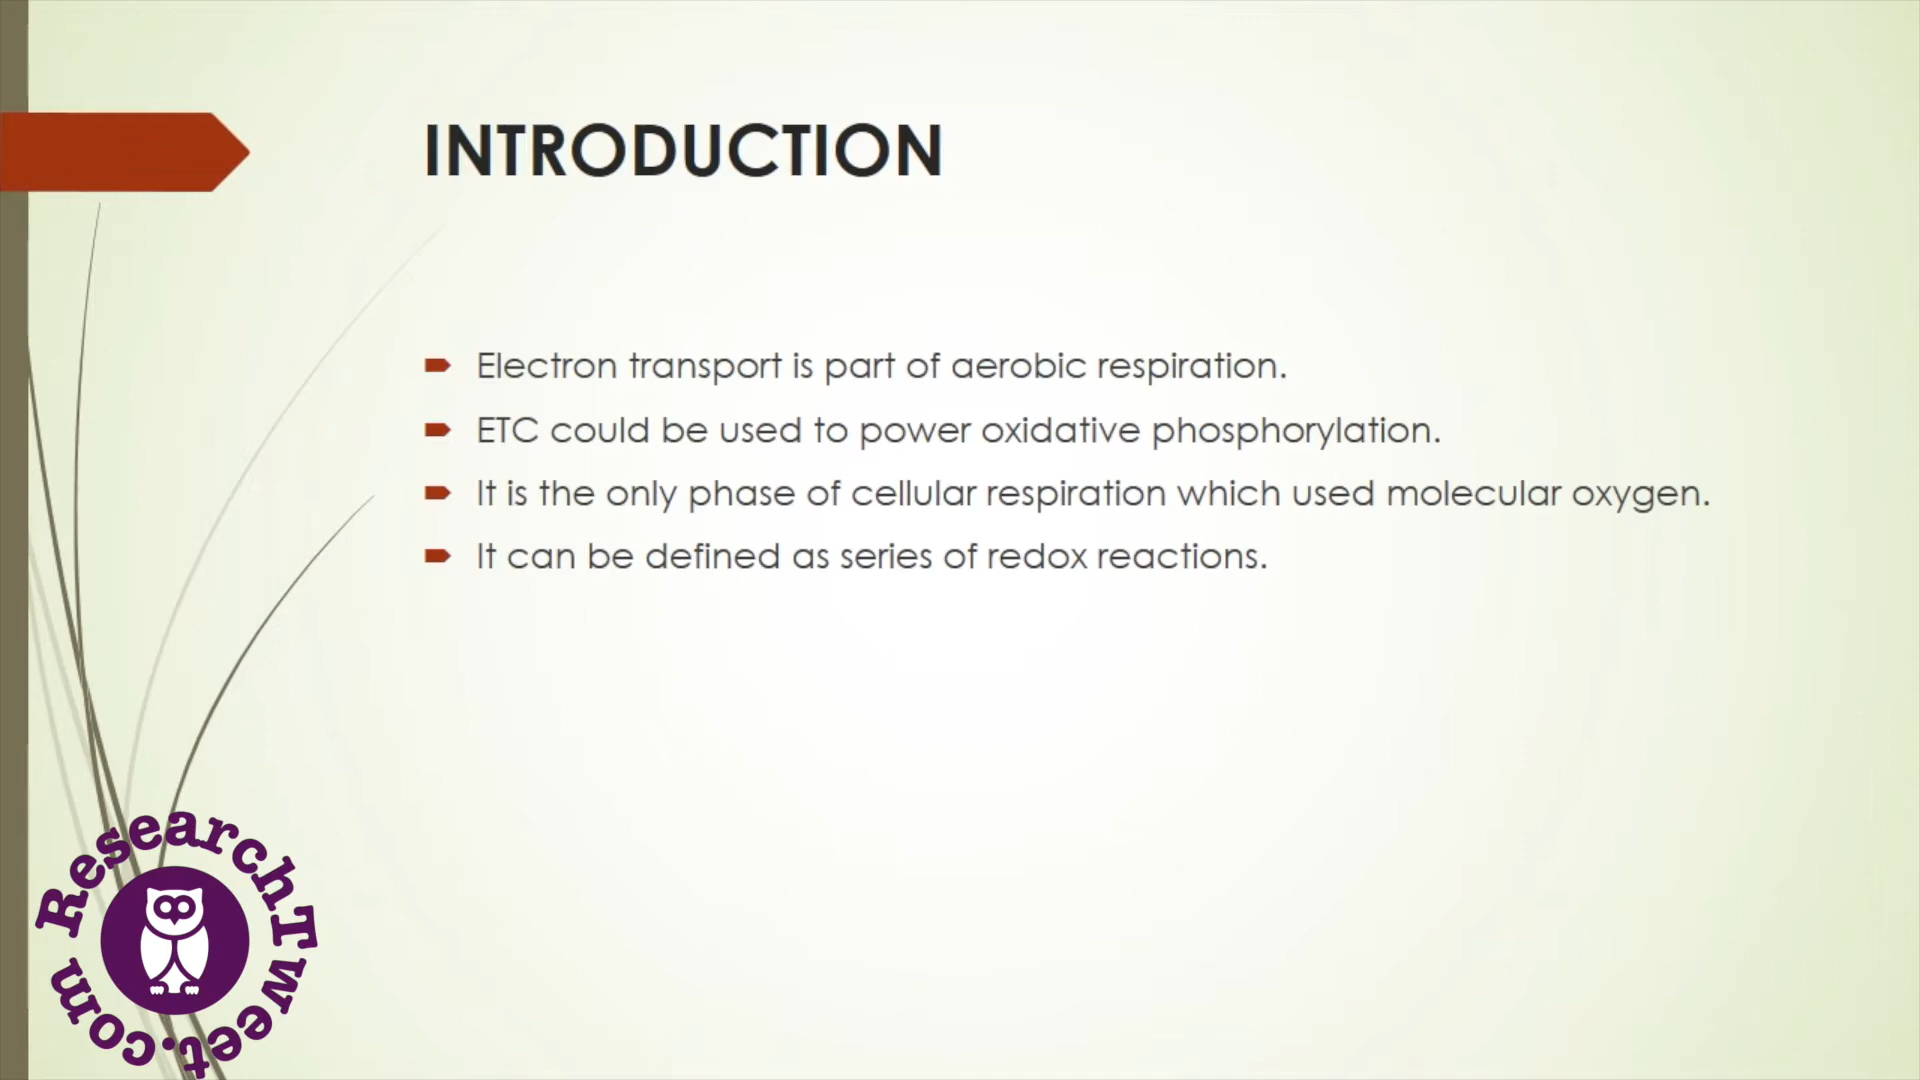 INTRODUCTION
Electron transport is part of aerobic respiration.
ETC could be used to power oxidative phosphorylation.
It is the only phase of cellular respiration which used molecular oxygen.
It can be defined as series of redox reactions.
ResearchTweet.com